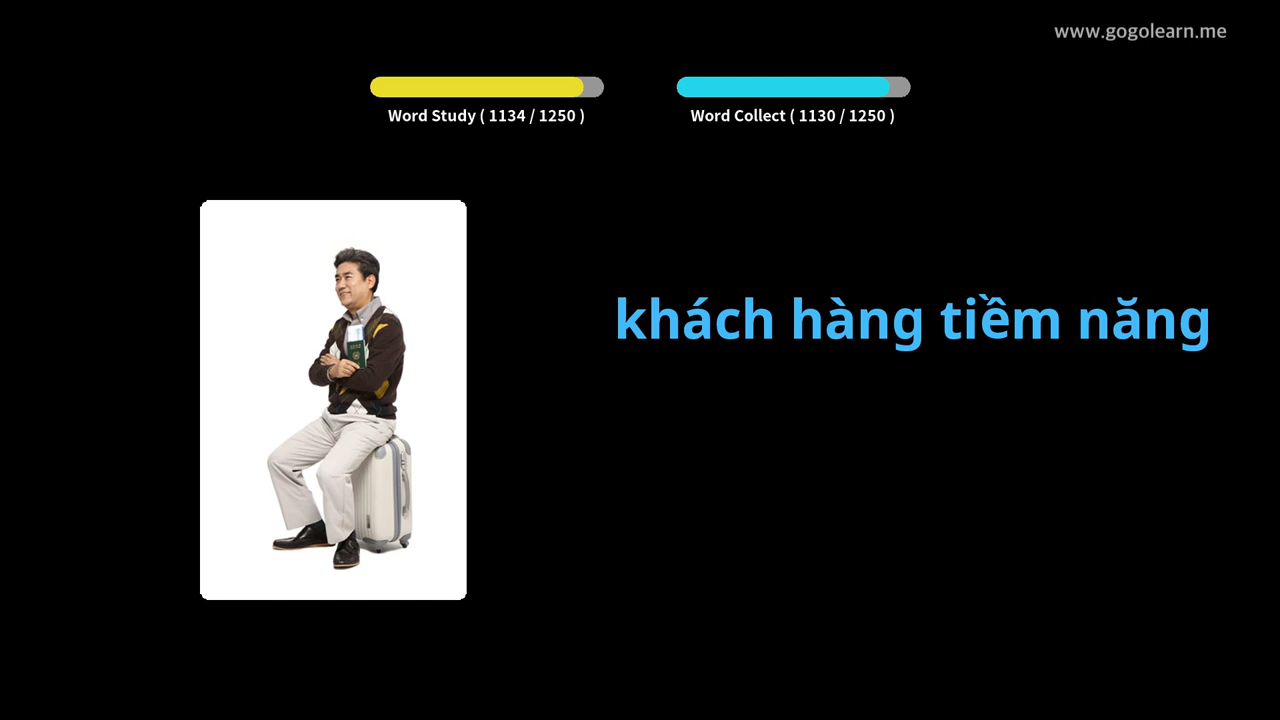 www.gogolearn.me
Word Study ( 1134 / 1250 )
Word Collect ( 1130 / 1250 )
khách hàng tiềm năng